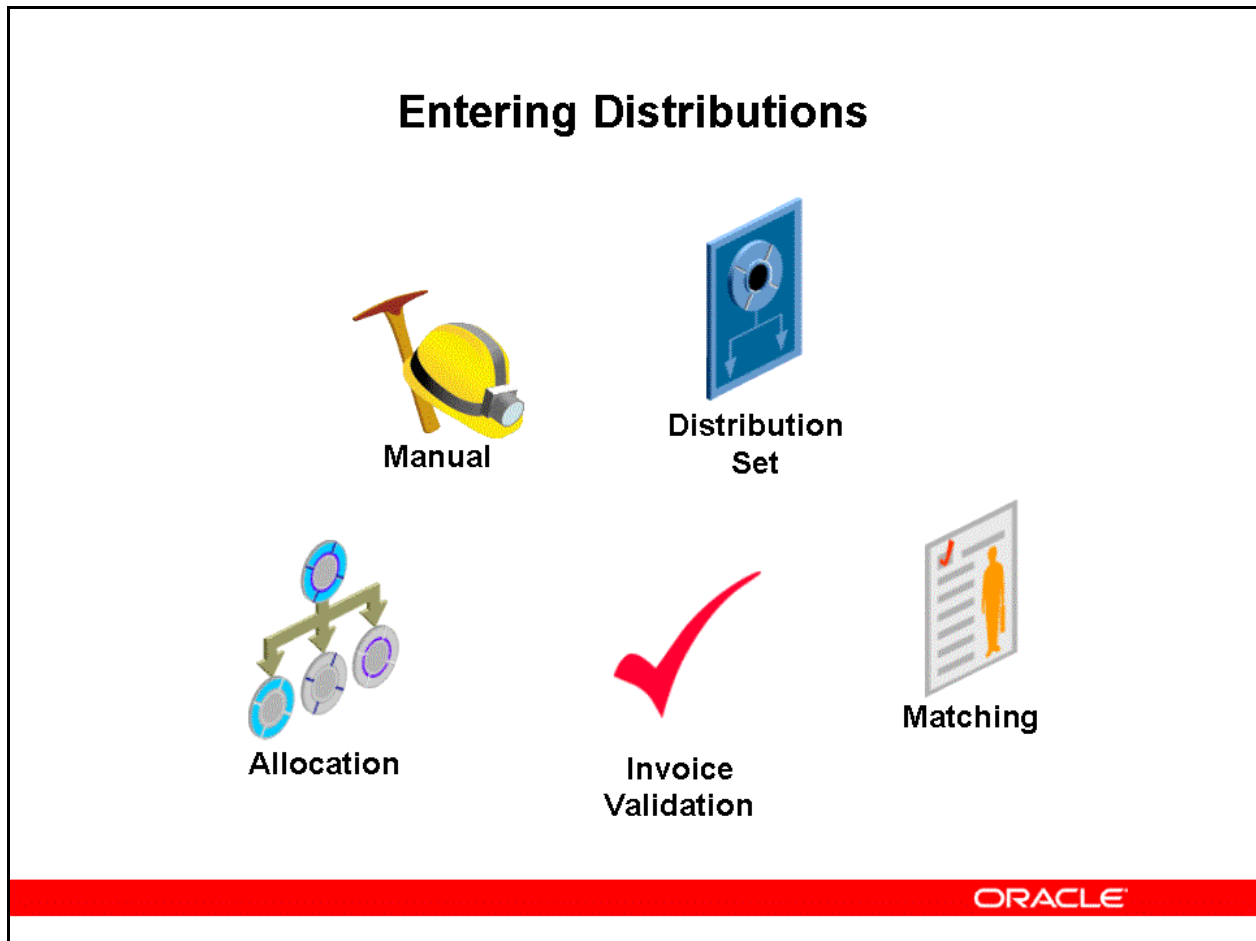 Entering Distributions
Manual
Distribution
Set
Allocation
Invoice
Validation
Matching
ORACLE